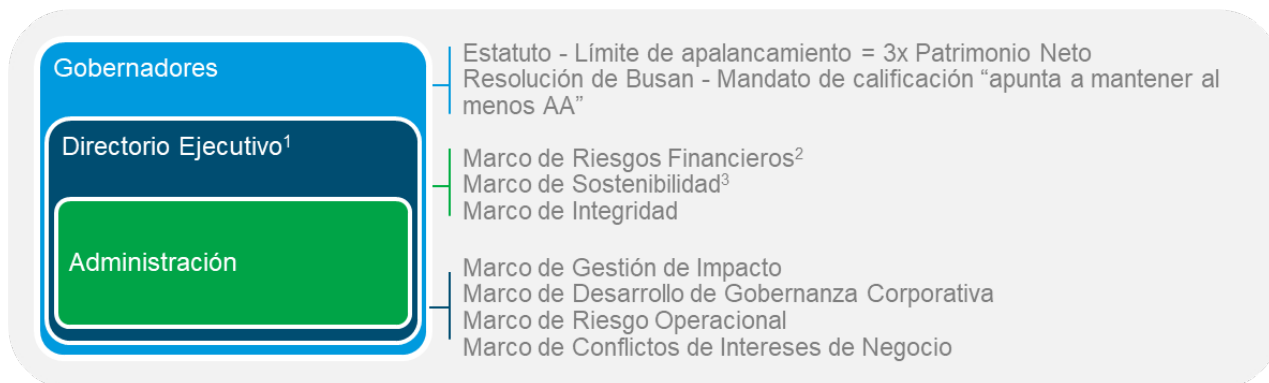 Gobernadores
Estatuto - Límite de apalancamiento = 3x Patrimonio Neto
Resolución de Busan - Mandato de calificación “apunta a mantener al
menos AA”
Directorio Ejecutivo¹
Marco de Riesgos Financieros²
Marco de Sostenibilidad³
Marco de Integridad
Administración
Marco de Gestión de Impacto
Marco de Desarrollo de Gobernanza Corporativa
Marco de Riesgo Operacional
Marco de Conflictos de Intereses de Negocio